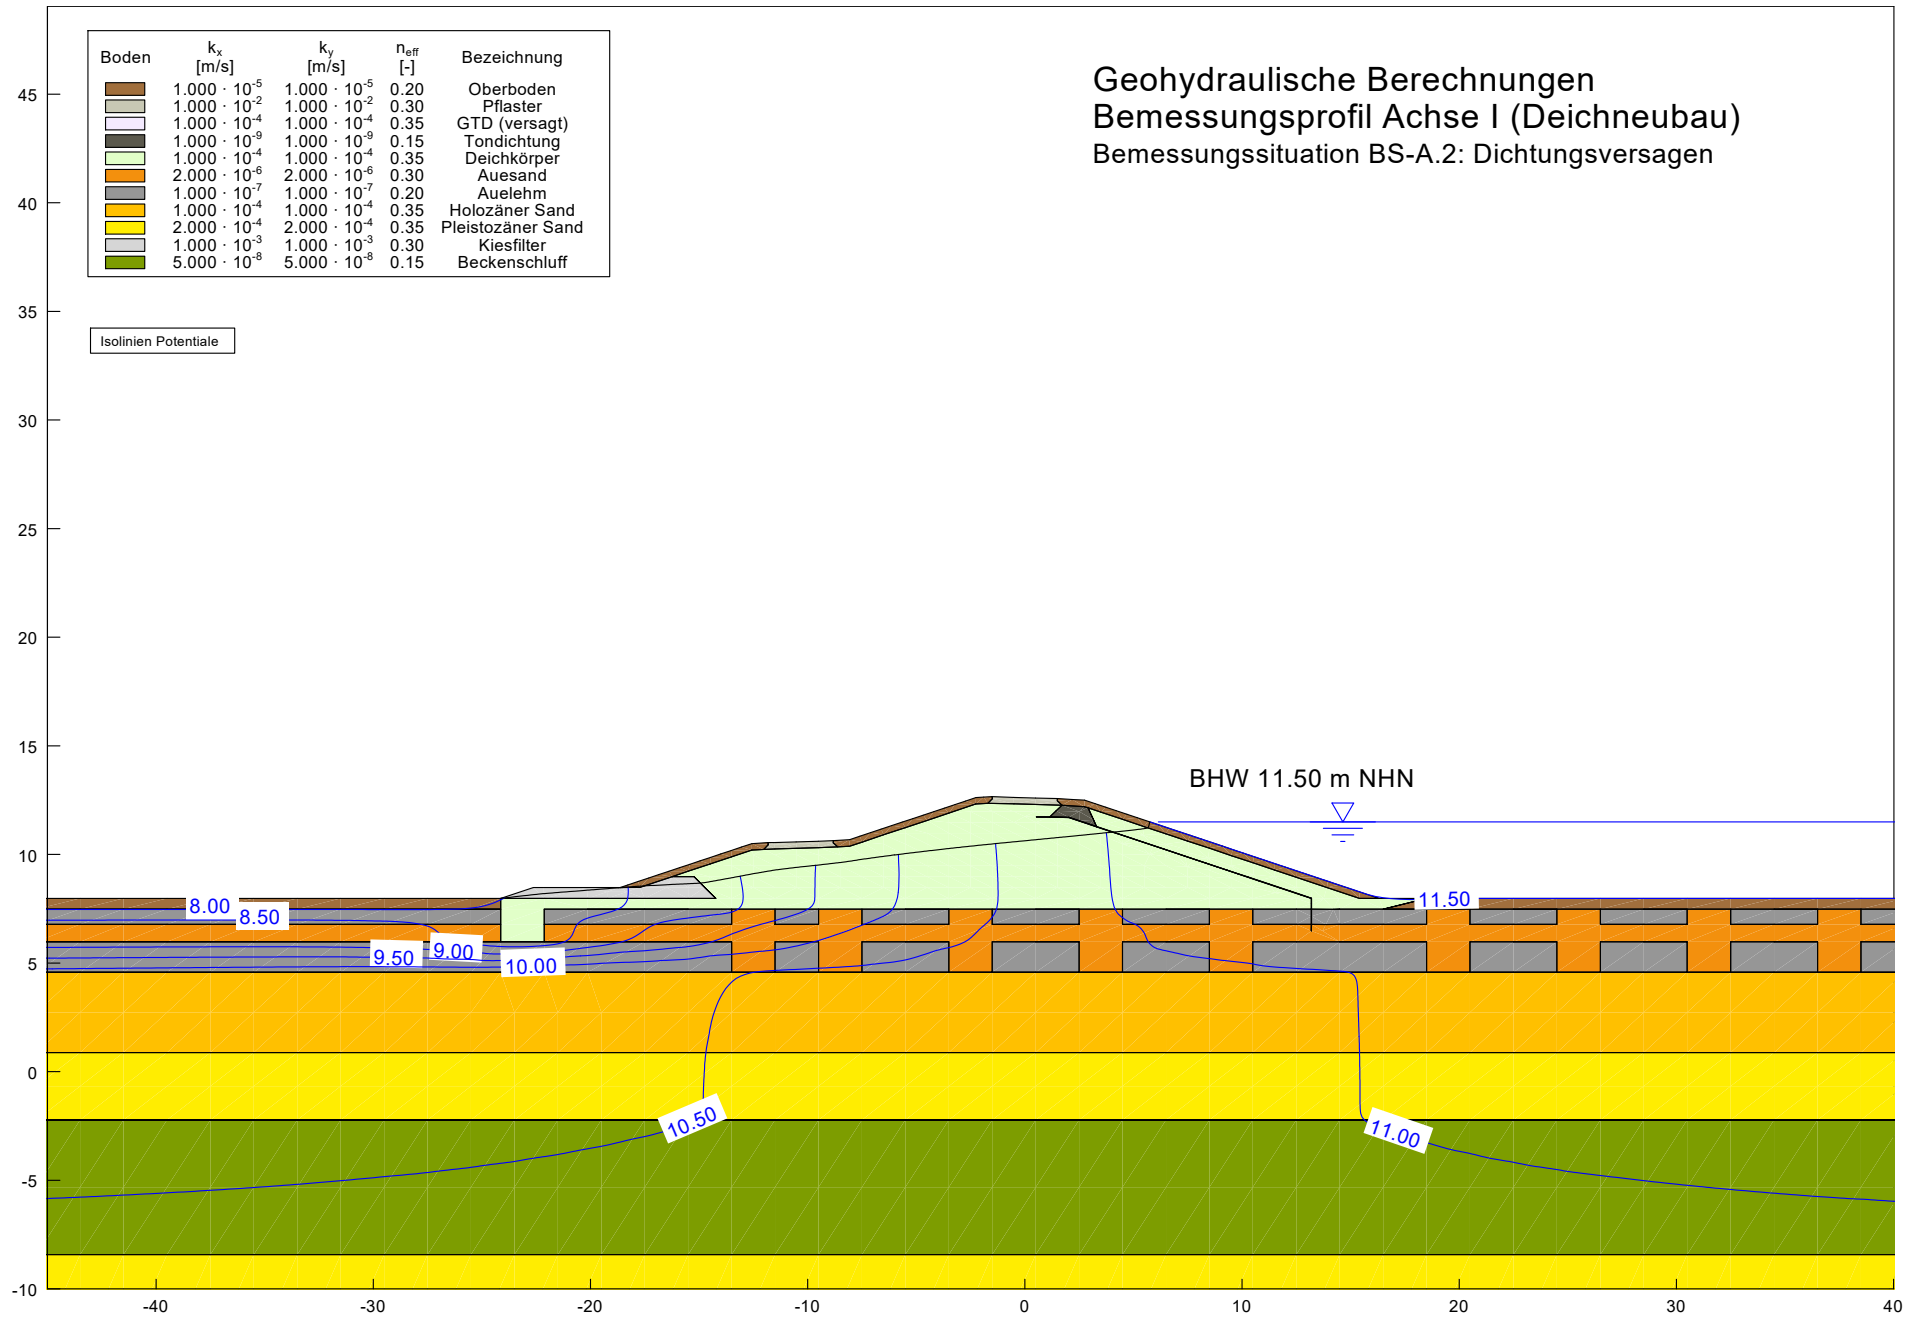 Geohydraulische Berechnungen
Bemessungsprofil Achse I (Deichneubau)
Bemessungssituation BS-A.2: Dichtungsversagen
Boden kx [m/s] ky [m/s] neff [-] Bezeichnung
1.000 · 10-5 1.000 · 10-5 0.20 Oberboden
1.000 · 10-2 1.000 · 10-2 0.30 Pflaster
1.000 · 10-4 1.000 · 10-4 0.35 GTD (versagt)
1.000 · 10-9 1.000 · 10-9 0.15 Tondichtung
1.000 · 10-4 1.000 · 10-4 0.35 Deichkörper
2.000 · 10-6 2.000 · 10-6 0.30 Auesand
1.000 · 10-7 1.000 · 10-7 0.20 Auelehm
1.000 · 10-4 1.000 · 10-4 0.35 Holozäner Sand
2.000 · 10-4 2.000 · 10-4 0.35 Pleistozäner Sand
1.000 · 10-3 1.000 · 10-3 0.30 Kiesfilter
5.000 · 10-8 5.000 · 10-8 0.15 Beckenschluff
Isolinien Potentiale
45
40
35
30
25
20
15
10
5
0
-5
-10
BHW 11.50 m NHN
8.00
8.50
9.00
9.50
10.00
10.50
11.00
11.50
-40 -30 -20 -10 0 10 20 30 40